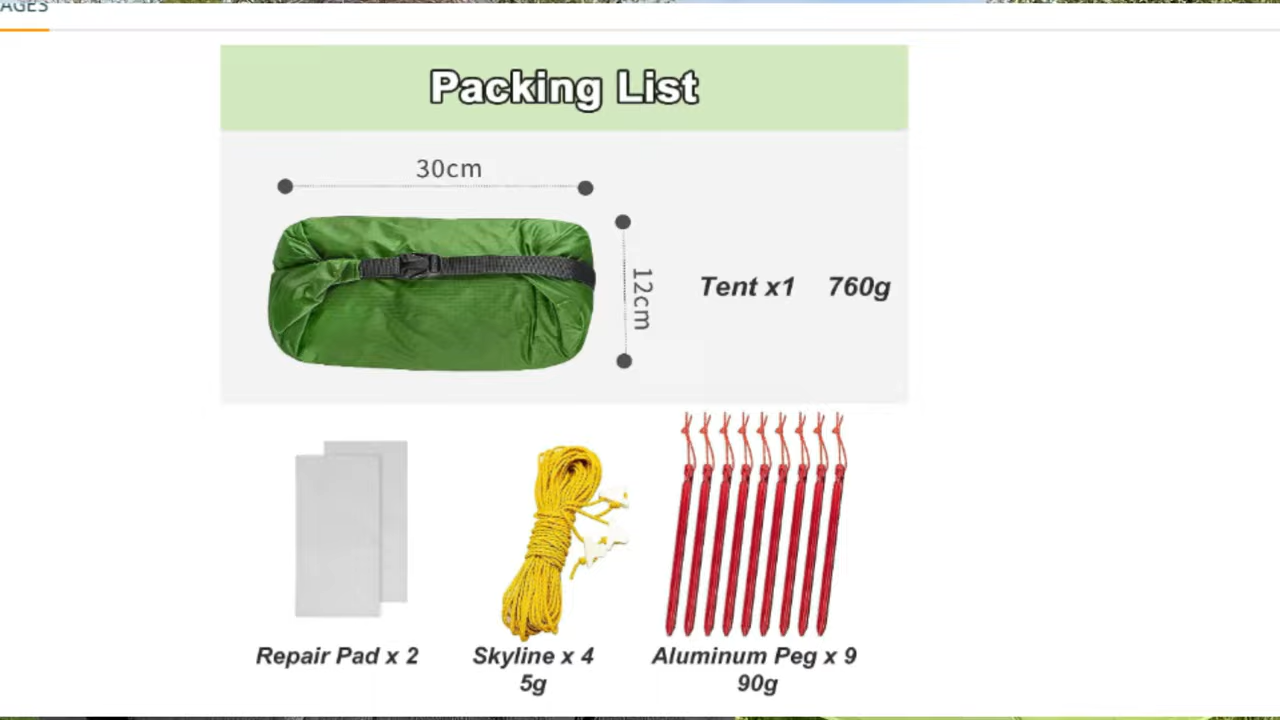 AGES
Packing List
30cm
12cm
Tent x1 760g
Repair Pad x 2
Skyline x 4
5g
Aluminum Peg x 9
90g